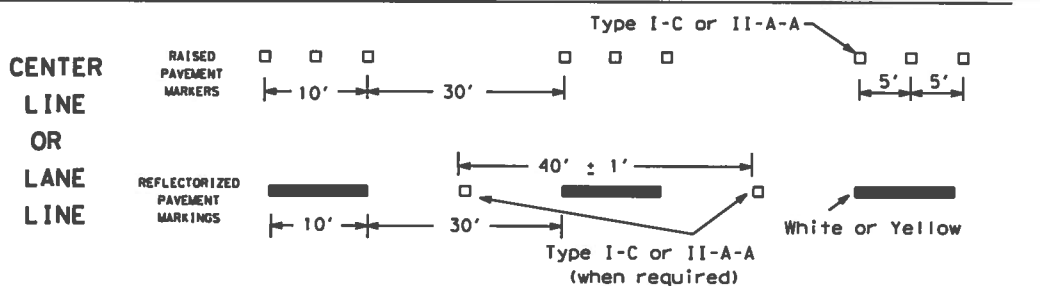 Type I-C or II-A-A
CENTER
LINE
OR
LANE
LINE
RAISED
PAVEMENT
MARKERS
10'
30'
5'
5'
40' ± 1'
REFLECTORIZED
PAVEMENT
MARKINGS
10'
30'
Type I-C or II-A-A
(when required)
White or Yellow